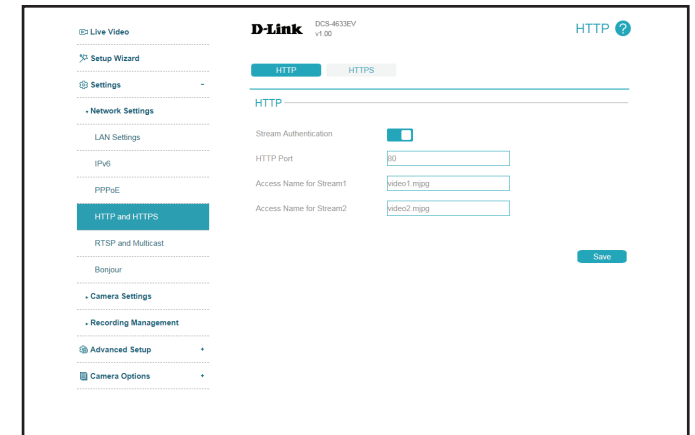 Live Video
Setup Wizard
Settings -
Network Settings
LAN Settings
IPv6
PPPoE
HTTP and HTTPS
RTSP and Multicast
Bonjour
Camera Settings
Recording Management
Advanced Setup +
Camera Options +
D-Link DCS-4633EV
v1.00
HTTP ?
HTTP HTTPS
HTTP
Stream Authentication
HTTP Port 80
Access Name for Stream1 video1.mjpg
Access Name for Stream2 video2.mjpg
Save